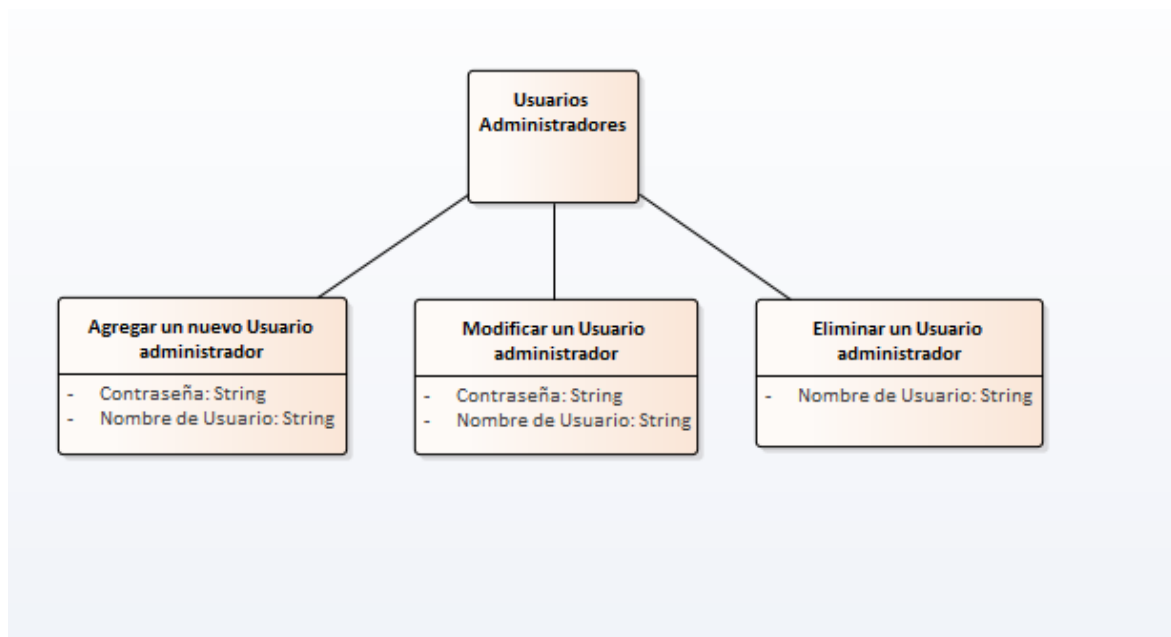 Usuarios
Administradores
Agregar un nuevo Usuario
administrador
- Contraseña: String
- Nombre de Usuario: String
Modificar un Usuario
administrador
- Contraseña: String
- Nombre de Usuario: String
Eliminar un Usuario
administrador
- Nombre de Usuario: String